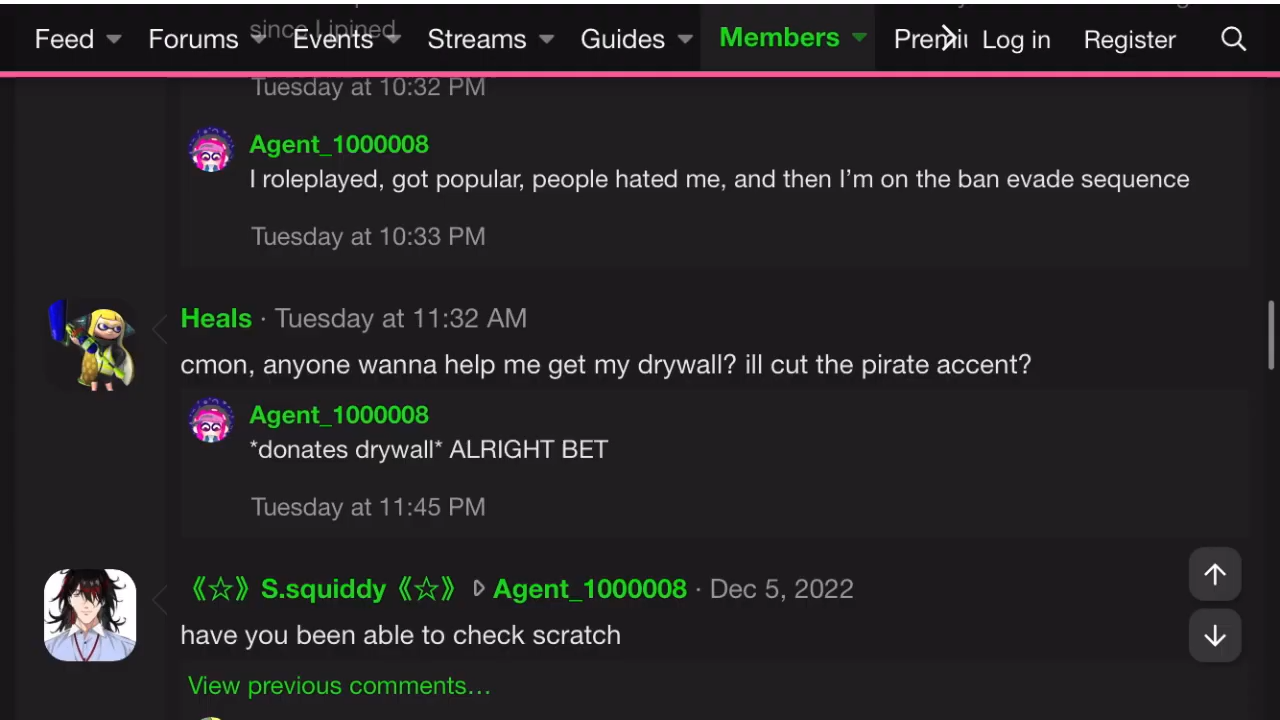 since I joined
Feed Forums Events Streams Guides Members Premiu Log in Register
Tuesday at 10:32 PM
Agent_1000008
I roleplayed, got popular, people hated me, and then I’m on the ban evade sequence
Tuesday at 10:33 PM
Heals · Tuesday at 11:32 AM
cmon, anyone wanna help me get my drywall? ill cut the pirate accent?
Agent_1000008
*donates drywall* ALRIGHT BET
Tuesday at 11:45 PM
《☆》 S.squiddy 《☆》 Agent_1000008 · Dec 5, 2022
have you been able to check scratch
View previous comments…